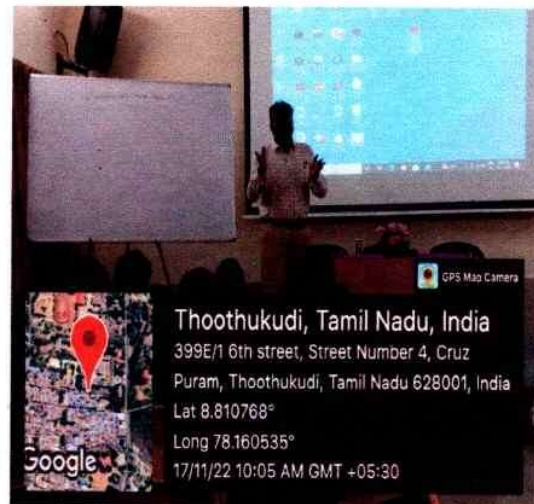 GPS Map Camera
Thoothukudi, Tamil Nadu, India
399E/1 6th street, Street Number 4, Cruz
Puram, Thoothukudi, Tamil Nadu 628001, India
Lat 8.810768°
Long 78.160535°
17/11/22 10:05 AM GMT +05:30
Google